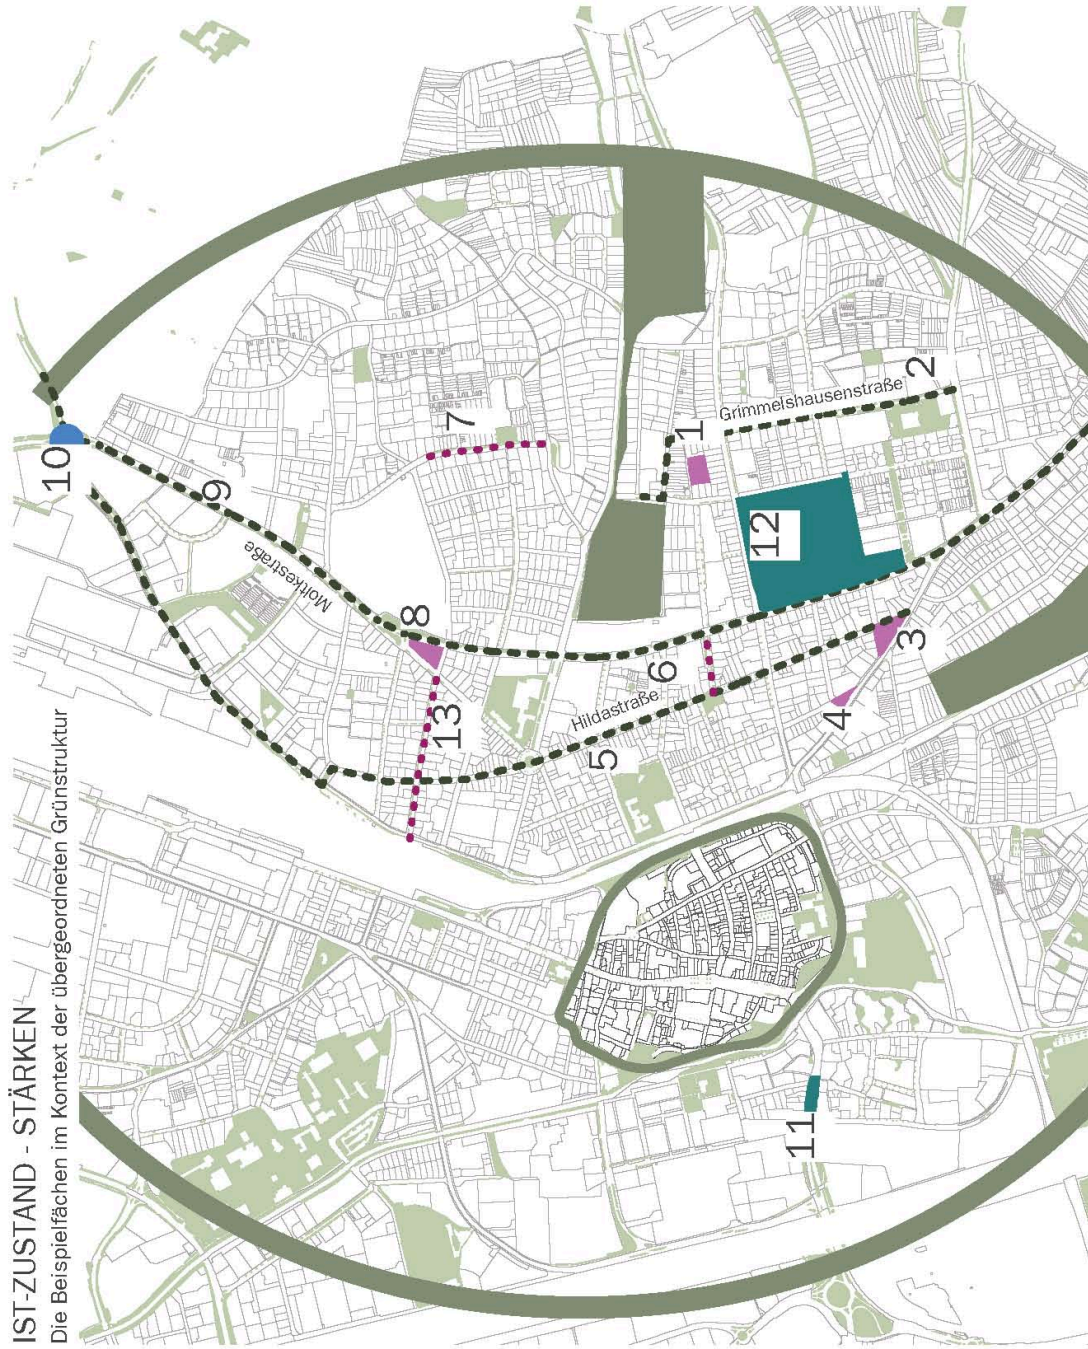 IST-ZUSTAND - STÄRKEN
Die Beispielfächen im Kontext der übergeordneten Grünstruktur
10
9
Moltkestraße
8
7
13
Hildastraße
6
5
1
Grimmelshausenstraße
2
12
3
4
11